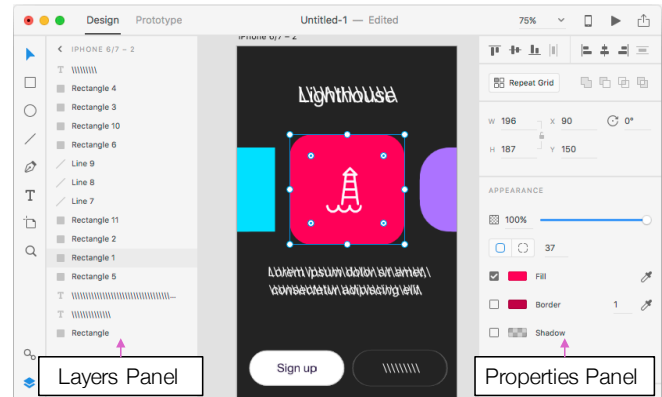 Design Prototype Untitled-1 — Edited 75%
IPHONE 6/7 – 2
iPhone 6/7 – 2
T \\\\\\\\\
Rectangle 4
Rectangle 3
Rectangle 10
Rectangle 6
Line 9
Line 8
Line 7
Rectangle 11
Rectangle 2
Rectangle 1
Rectangle 5
Rectangle
Layers Panel
Lighthouse
Lorem ipsum dolor sit amet,
consectetur adipiscing elit.
Sign up
Repeat Grid
W 196 X 90 0°
H 187 Y 150
APPEARANCE
100%
37
Fill
Border 1
Shadow
Properties Panel